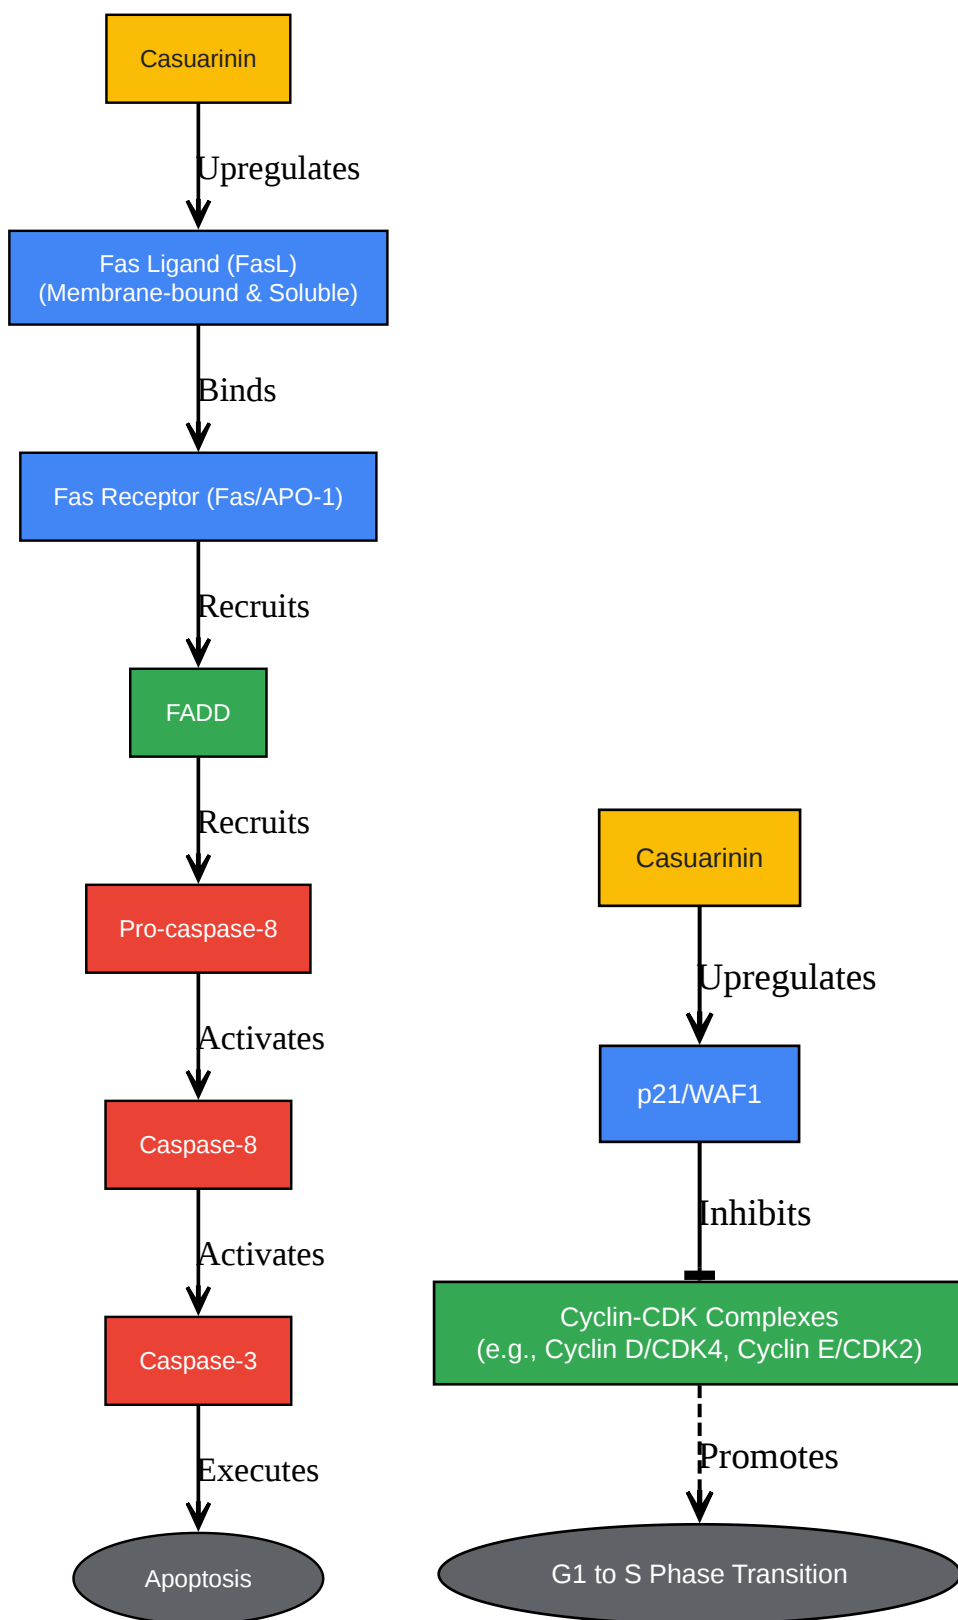 Casuarinin
Upregulates
Fas Ligand (FasL)
(Membrane-bound & Soluble)
Binds
Fas Receptor (Fas/APO-1)
Recruits
FADD
Recruits
Pro-caspase-8
Activates
Caspase-8
Activates
Caspase-3
Executes
Apoptosis
Casuarinin
Upregulates
p21/WAF1
Inhibits
Cyclin-CDK Complexes
(e.g., Cyclin D/CDK4, Cyclin E/CDK2)
Promotes
G1 to S Phase Transition